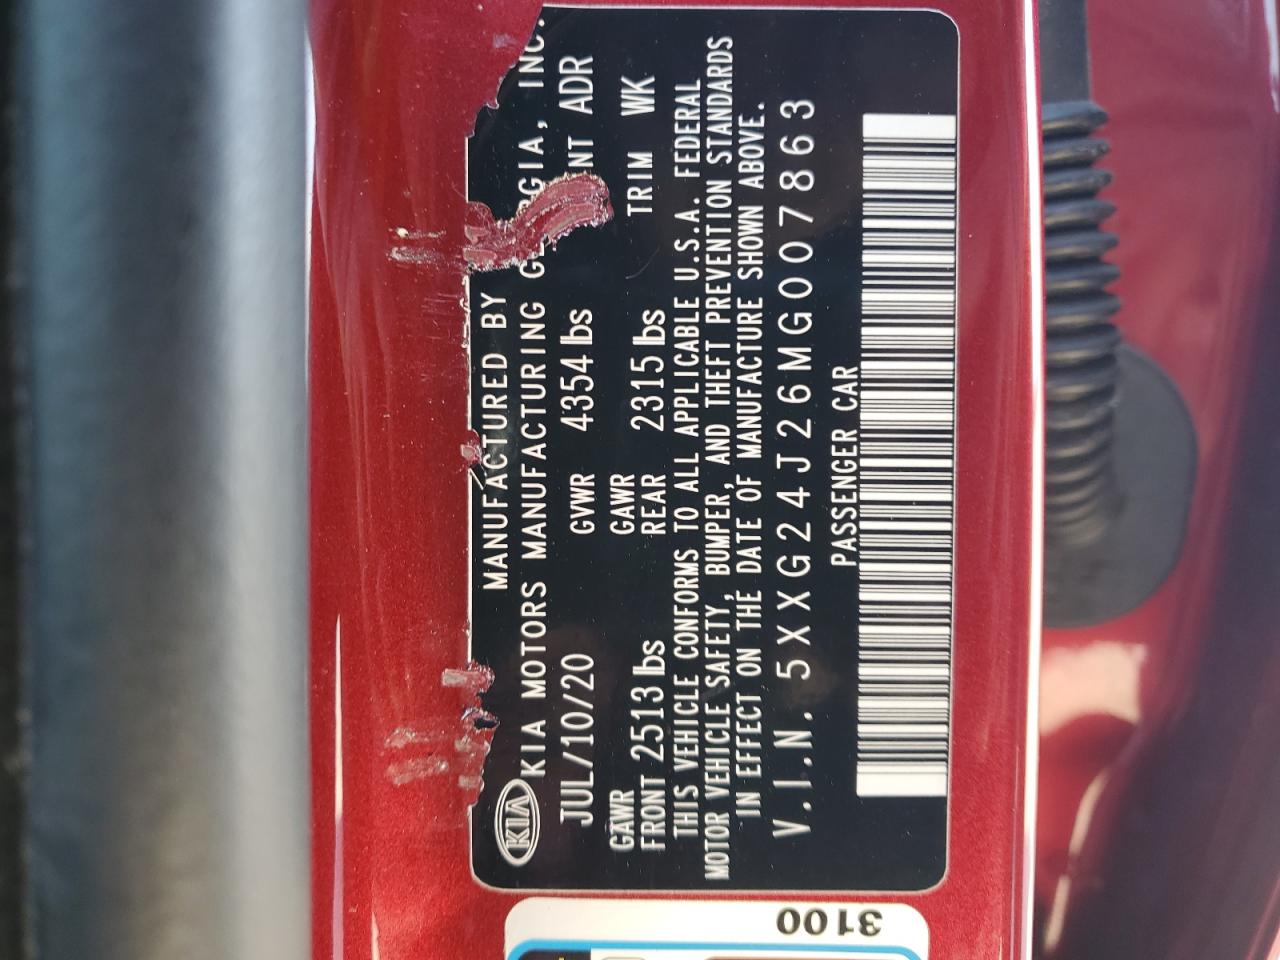 KIA
MANUFACTURED BY
KIA MOTORS MANUFACTURING GEORGIA, INC.
JUL/10/20 GVWR 4354 lbs NT ADR
GAWR GAWR
FRONT 2513 lbs REAR 2315 lbs TRIM WK
THIS VEHICLE CONFORMS TO ALL APPLICABLE U.S.A. FEDERAL
MOTOR VEHICLE SAFETY, BUMPER, AND THEFT PREVENTION STANDARDS
IN EFFECT ON THE DATE OF MANUFACTURE SHOWN ABOVE.
V.I.N. 5XXG24J26MG007863
PASSENGER CAR
3100